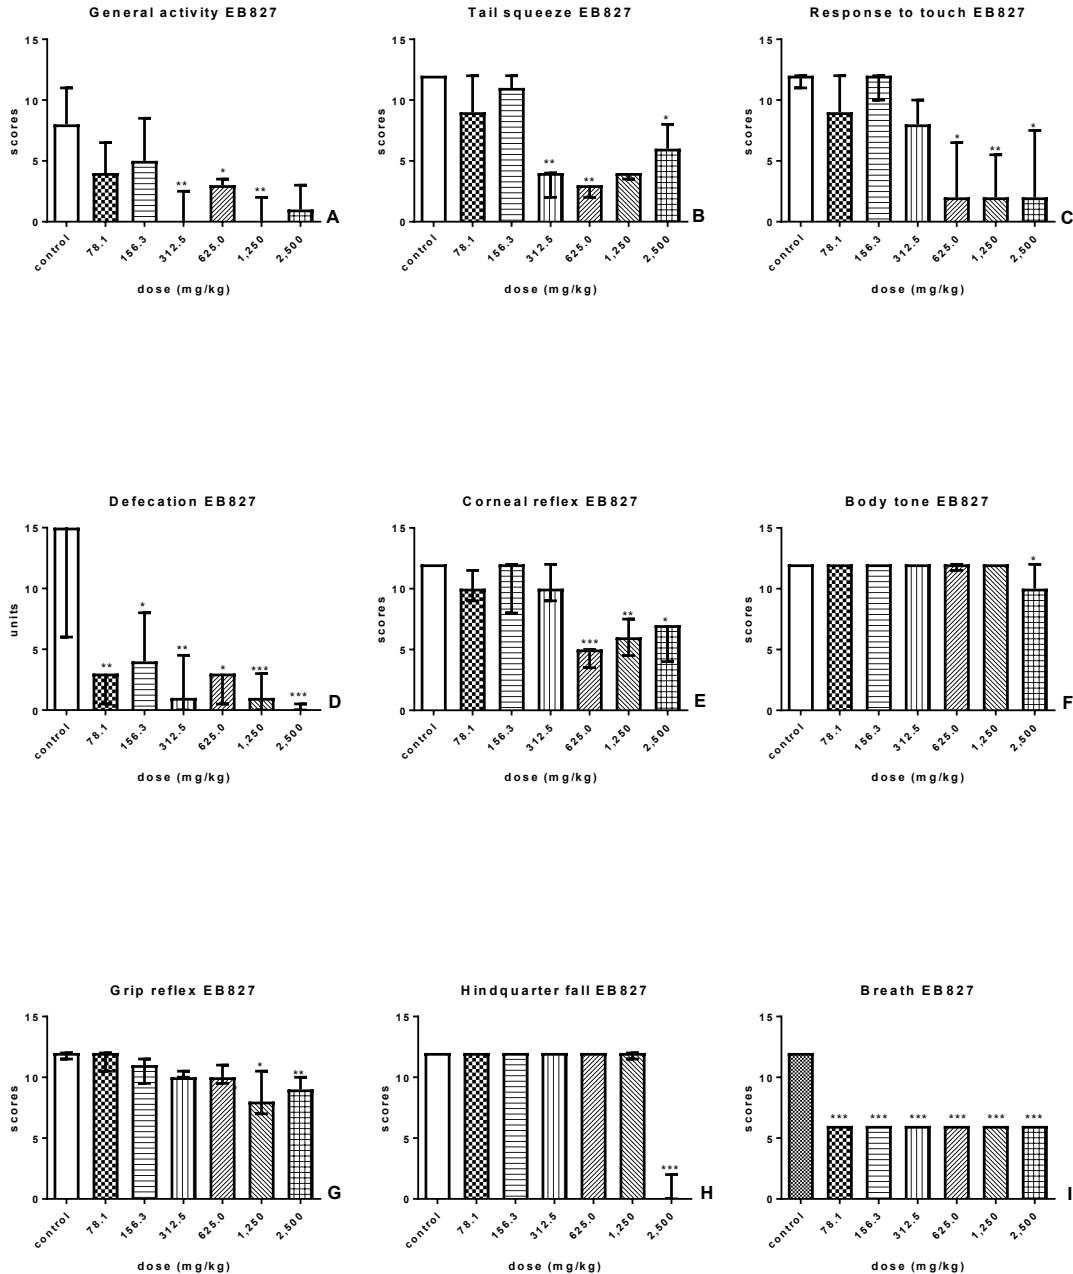 General activity EB827
15
10
5
0
scores
**
*
**
A
control
78.1
156.3
312.5
625.0
1,250
2,500
dose (mg/kg)
Tail squeeze EB827
15
10
5
0
scores
**
**
*
B
control
78.1
156.3
312.5
625.0
1,250
2,500
dose (mg/kg)
Response to touch EB827
15
10
5
0
scores
*
**
*
C
control
78.1
156.3
312.5
625.0
1,250
2,500
dose (mg/kg)
Defecation EB827
15
10
5
0
units
**
*
**
*
***
***
D
control
78.1
156.3
312.5
625.0
1,250
2,500
dose (mg/kg)
Corneal reflex EB827
15
10
5
0
scores
***
**
*
E
control
78.1
156.3
312.5
625.0
1,250
2,500
dose (mg/kg)
Body tone EB827
15
10
5
0
scores
*
F
control
78.1
156.3
312.5
625.0
1,250
2,500
dose (mg/kg)
Grip reflex EB827
15
10
5
0
scores
*
**
G
control
78.1
156.3
312.5
625.0
1,250
2,500
dose (mg/kg)
Hindquarter fall EB827
15
10
5
0
scores
***
H
control
78.1
156.3
312.5
625.0
1,250
2,500
dose (mg/kg)
Breath EB827
15
10
5
0
scores
***
***
***
***
***
***
I
control
78.1
156.3
312.5
625.0
1,250
2,500
dose (mg/kg)